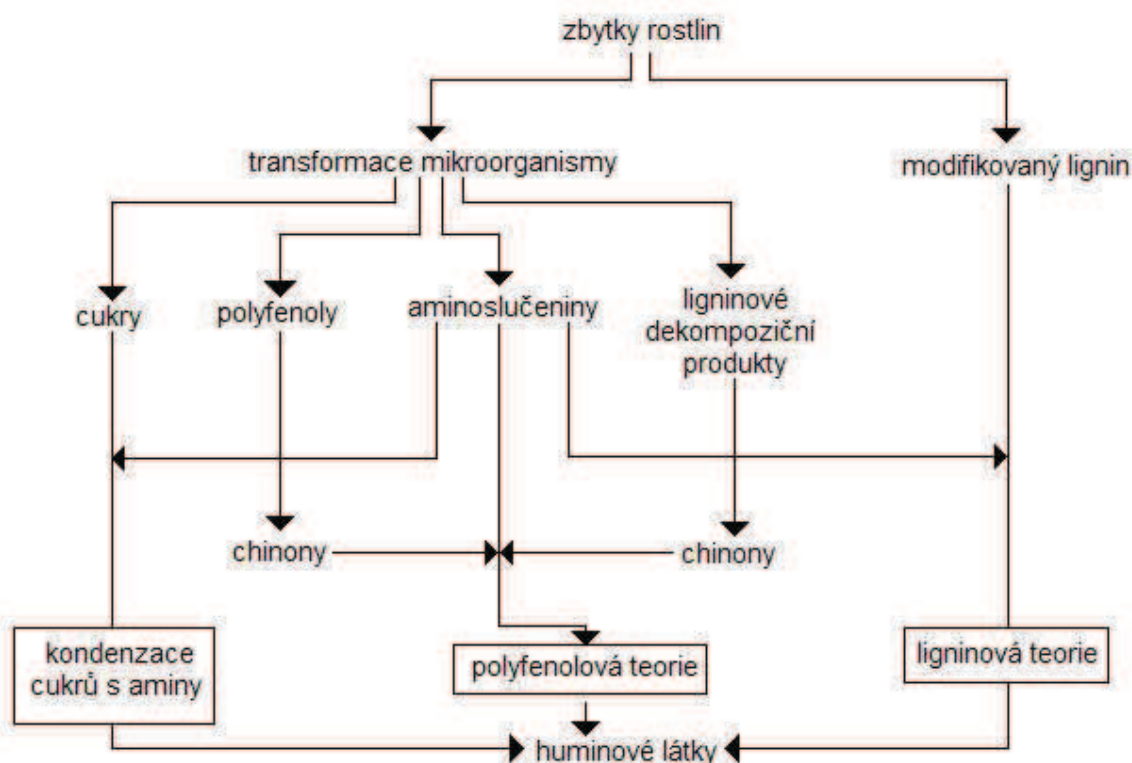 zbytky rostlin
transformace mikroorganismy
modifikovaný lignin
cukry
polyfenoly
aminoslučeniny
ligninové
dekompoziční
produkty
chinony
chinony
kondenzace
cukrů s aminy
polyfenolová teorie
ligninová teorie
huminové látky